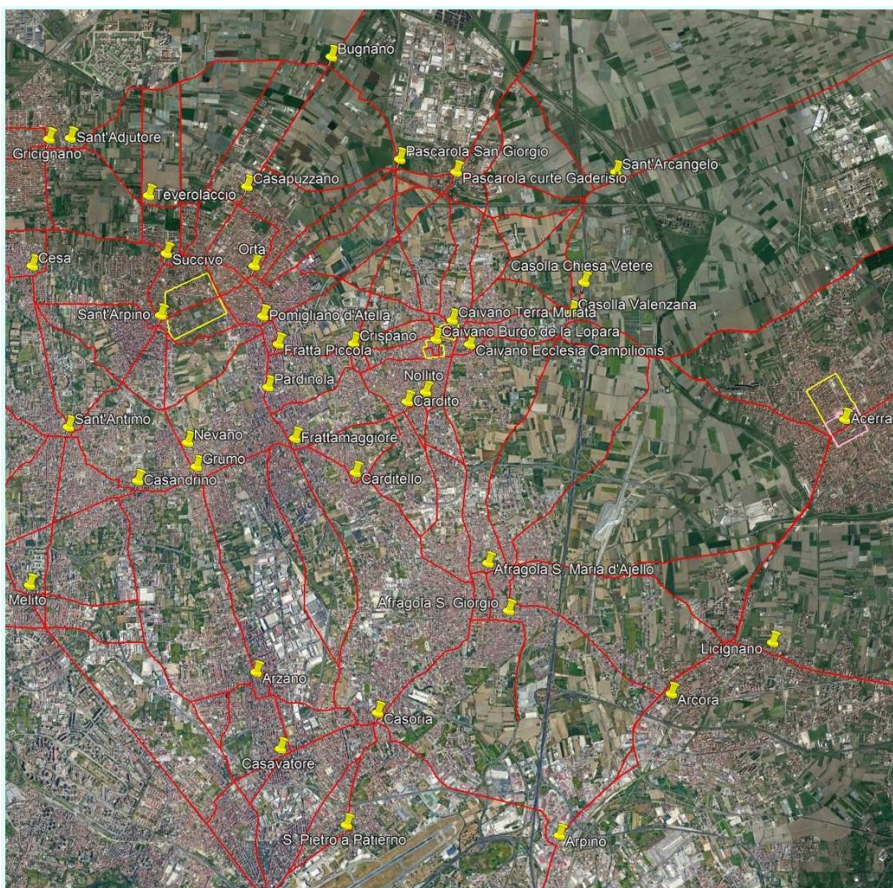 Bugnano
Sant'Adjutore
Gricignano
Pascarola San Giorgio
Sant'Arcangelo
Pascarola curte Gaderisio
Casapuzzano
Teverolaccio
Orta
Succivo
Cesa
Casolla Chiesa Vetere
Casolla Valenzana
Sant'Arpino
Pomigliano d'Atella
Caivano Terra Murata
Caivano Burgo de la Lopara
Crispano
Fratta Piccola
Caivano Ecclesia Campilionis
Nollito
Pardinola
Cardito
Acerra
Sant'Antimo
Nevano
Frattamaggiore
Grumo
Casandrino
Carditello
Afragola S. Maria d'Ajello
Melito
Afragola S. Giorgio
Licignano
Arzano
Arcora
Casoria
Casavatore
S. Pietro a Patierno
Arpino